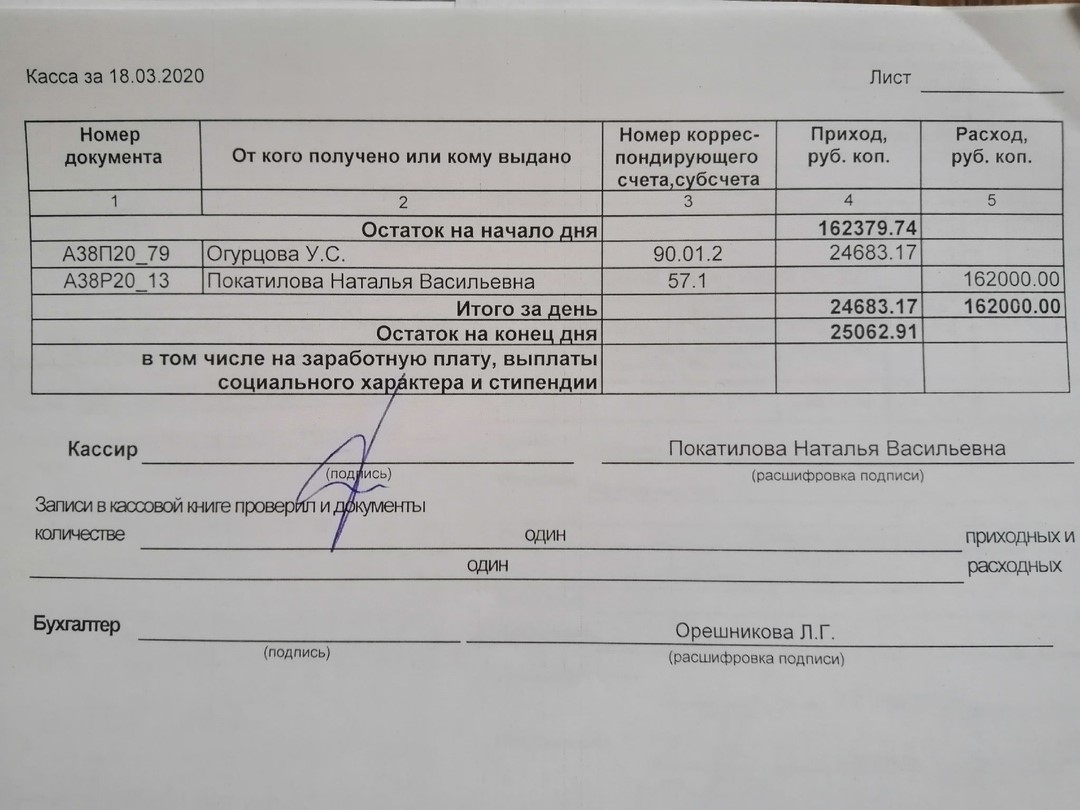 Касса за 18.03.2020 Лист
Номер документа От кого получено или кому выдано Номер коррес-пондирующего счета,субсчета Приход, руб. коп. Расход, руб. коп.
1 2 3 4 5
Остаток на начало дня 162379.74
А38П20_79 Огурцова У.С. 90.01.2 24683.17
А38Р20_13 Покатилова Наталья Васильевна 57.1 162000.00
Итого за день 24683.17 162000.00
Остаток на конец дня 25062.91
в том числе на заработную плату, выплаты
социального характера и стипендии
Кассир Покатилова Наталья Васильевна
(подпись) (расшифровка подписи)
Записи в кассовой книге проверил и документы
количестве один приходных и
один расходных
Бухгалтер Орешникова Л.Г.
(подпись) (расшифровка подписи)